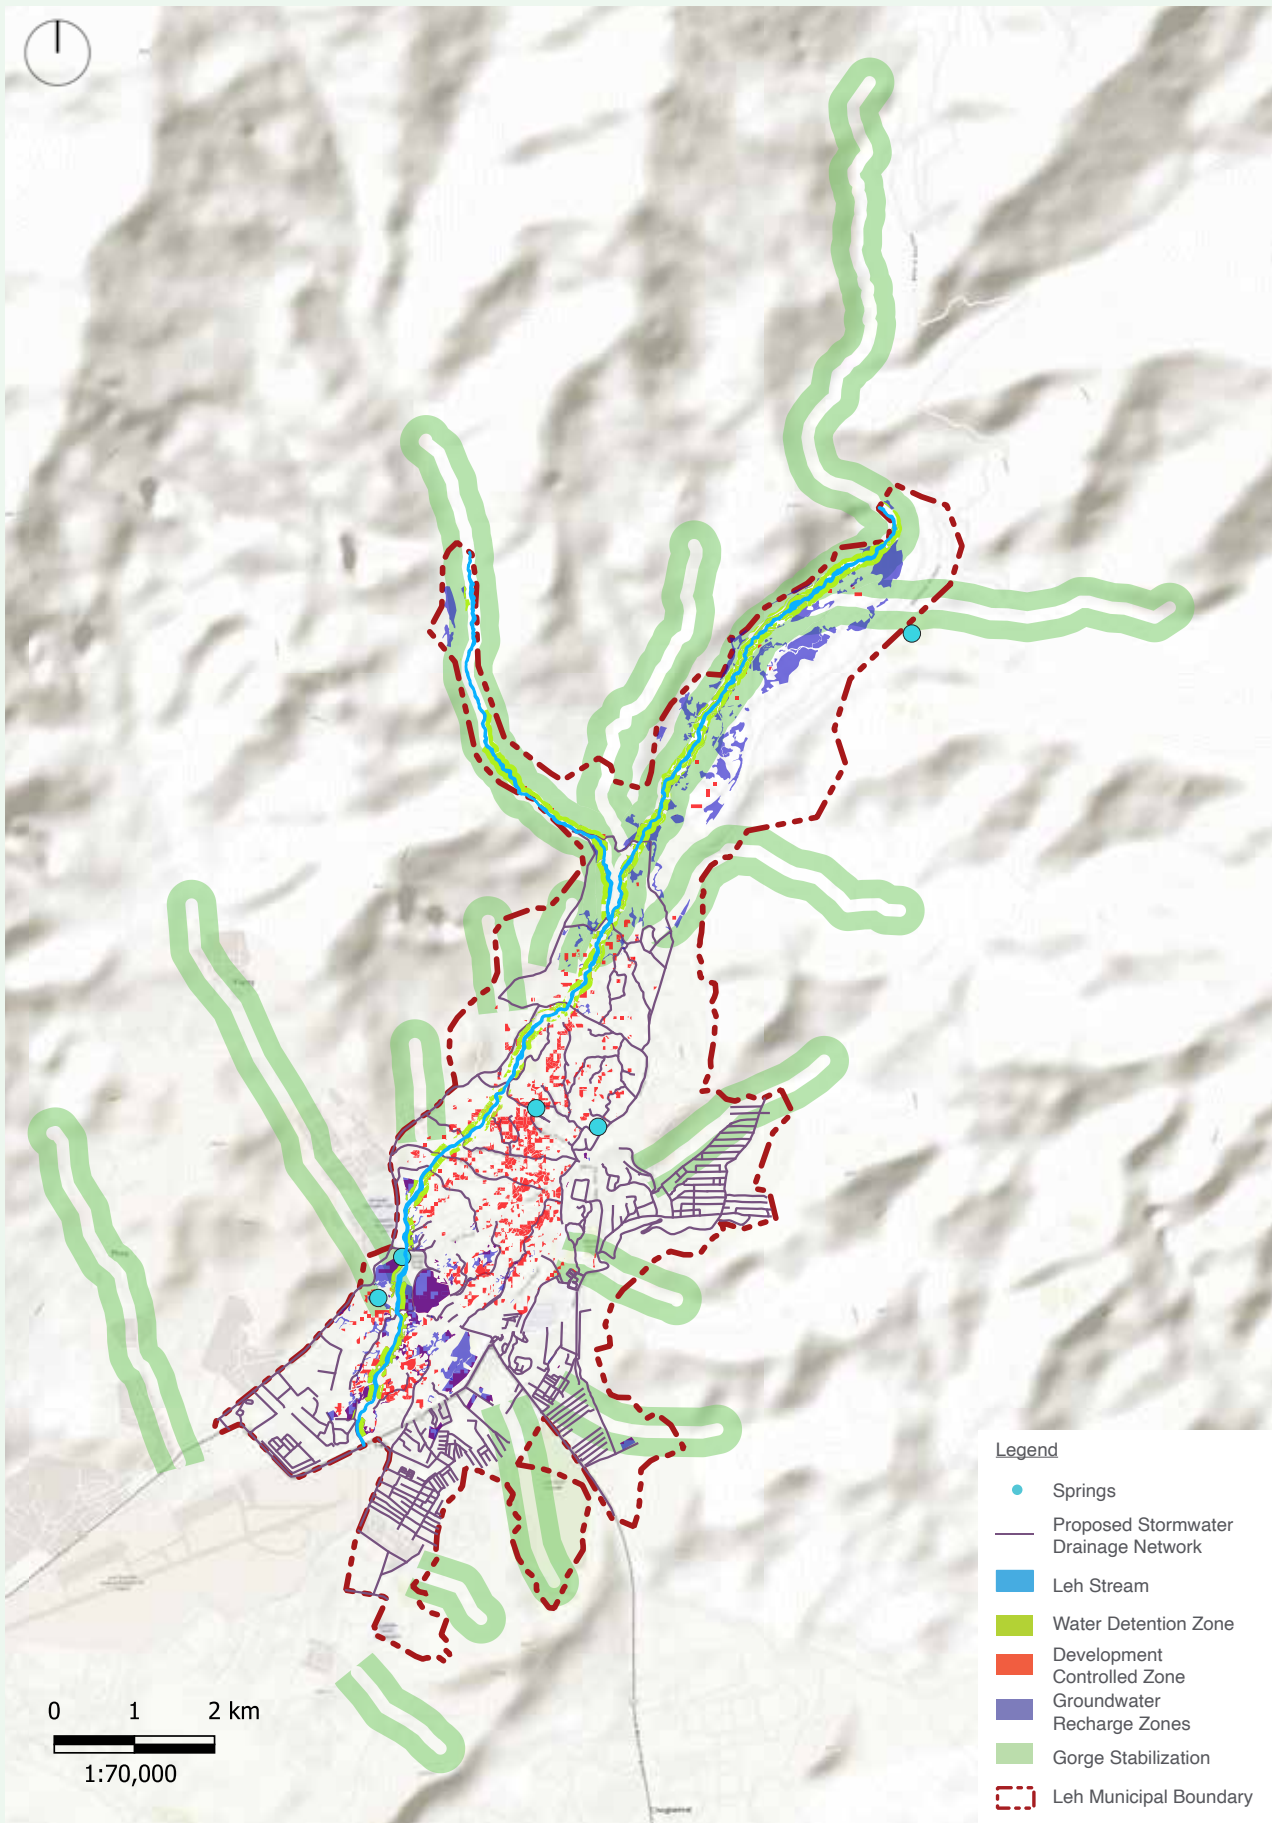 Legend
Springs
Proposed Stormwater
Drainage Network
Leh Stream
Water Detention Zone
Development
Controlled Zone
Groundwater
Recharge Zones
Gorge Stabilization
Leh Municipal Boundary
0 1 2 km
1:70,000